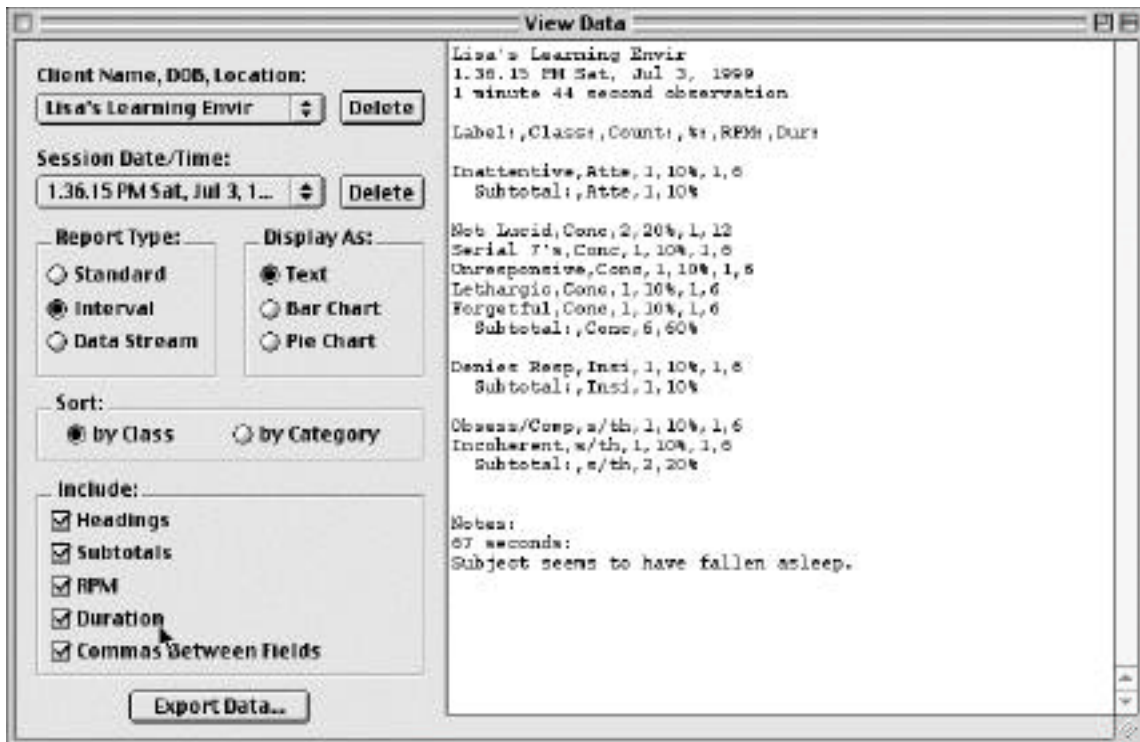 View Data
Client Name, DOB, Location:
Lisa's Learning Envir
Delete
Session Date/Time:
1.36.15 PM Sat, Jul 3, 1...
Delete
Report Type:
Standard
Interval
Data Stream
Display As:
Text
Bar Chart
Pie Chart
Sort:
by Class
by Category
Include:
Headings
Subtotals
RPM
Duration
Commas Between Fields
Export Data...
Lisa's Learning Envir
1.36.15 PM Sat, Jul 3, 1999
1 minute 44 second observation
Label:,Class:,Count:,%:,RPM:,Dur:
Inattentive,Atte,1,10%,1,6
Subtotal:,Atte,1,10%
Not Lucid,Conc,2,20%,1,12
Serial 7's,Conc,1,10%,1,6
Unresponsive,Conc,1,10%,1,6
Lethargic,Conc,1,10%,1,6
Forgetful,Conc,1,10%,1,6
Subtotal:,Conc,6,60%
Denies Resp,Insi,1,10%,1,6
Subtotal:,Insi,1,10%
Obsess/Comp,s/th,1,10%,1,6
Incoherent,s/th,1,10%,1,6
Subtotal:,s/th,2,20%
Notes:
67 seconds:
Subject seems to have fallen asleep.